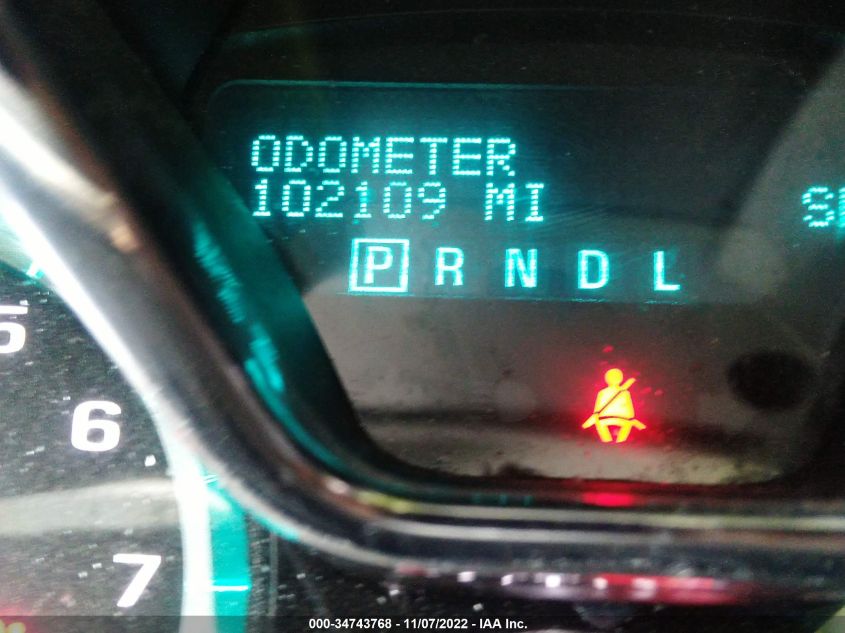 ODOMETER
102109 MI
P R N D L
5
6
7
000-34743768 - 11/07/2022 - IAA Inc.